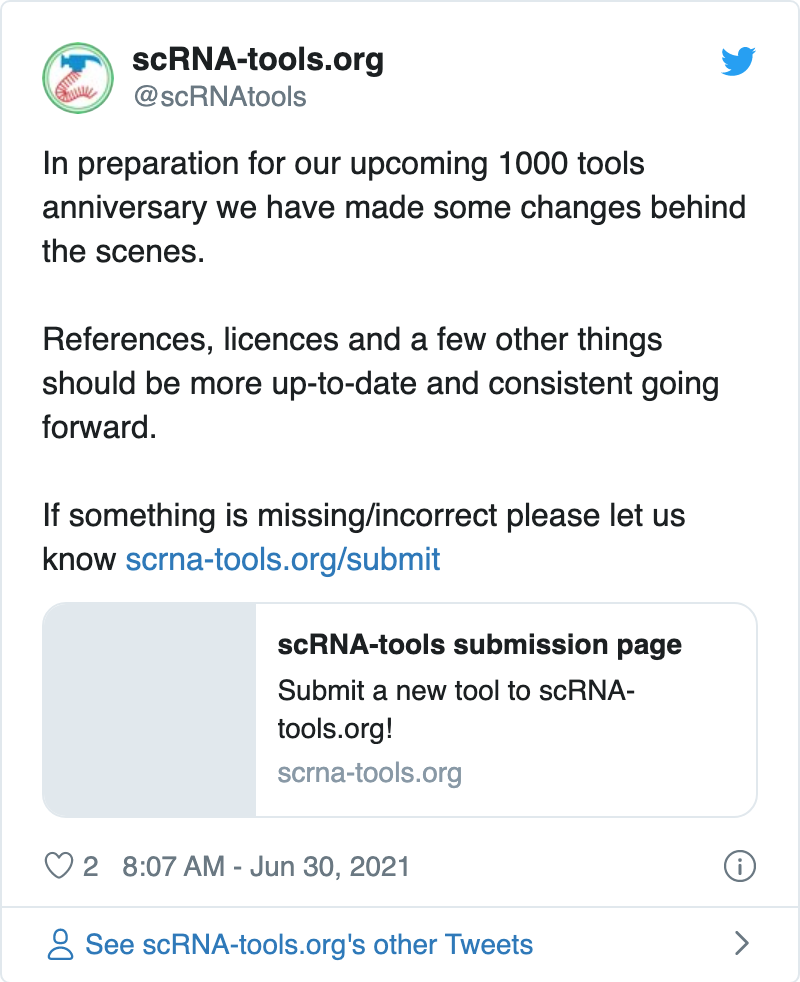 scRNA-tools.org
@scRNAtools
In preparation for our upcoming 1000 tools
anniversary we have made some changes behind
the scenes.
References, licences and a few other things
should be more up-to-date and consistent going
forward.
If something is missing/incorrect please let us
know scrna-tools.org/submit
scRNA-tools submission page
Submit a new tool to scRNA-
tools.org!
scrna-tools.org
2 8:07 AM - Jun 30, 2021
See scRNA-tools.org's other Tweets